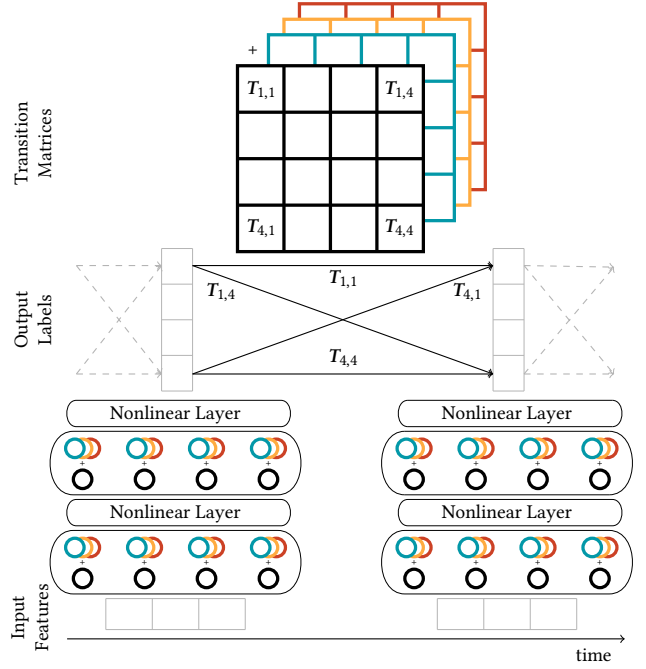 Transition
Matrices
+
T1,1
T1,4
T4,1
T4,4
Output
Labels
T1,1
T1,4
T4,1
T4,4
Nonlinear Layer
Nonlinear Layer
+ + + +
+ + + +
Nonlinear Layer
Nonlinear Layer
+ + + +
+ + + +
Input
Features
time